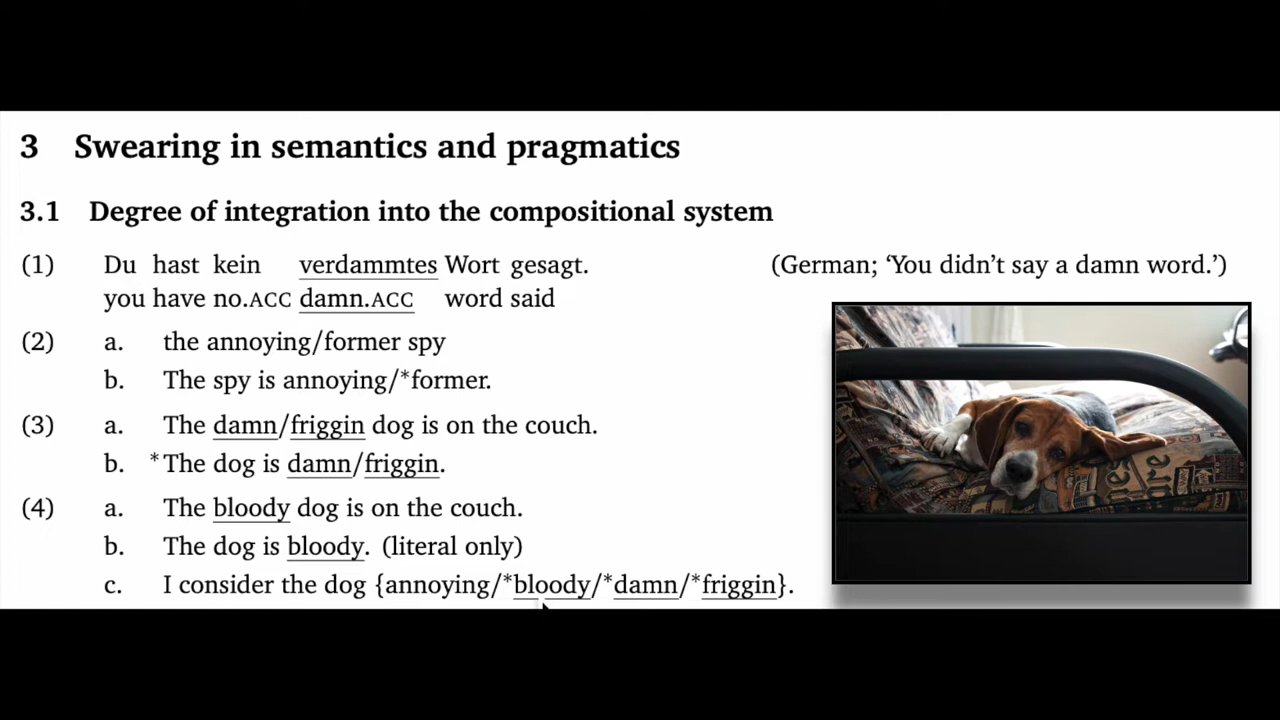 3 Swearing in semantics and pragmatics
3.1 Degree of integration into the compositional system
(1) Du hast kein verdammtes Wort gesagt. (German; ‘You didn’t say a damn word.’)
you have no.ACC damn.ACC word said
(2) a. the annoying/former spy
b. The spy is annoying/*former.
(3) a. The damn/friggin dog is on the couch.
b. *The dog is damn/friggin.
(4) a. The bloody dog is on the couch.
b. The dog is bloody. (literal only)
c. I consider the dog {annoying/*bloody/*damn/*friggin}.